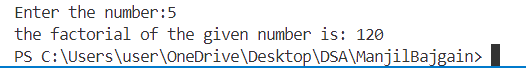 Enter the number:5
the factorial of the given number is: 120
PS C:\Users\user\OneDrive\Desktop\DSA\ManjilBajgain>